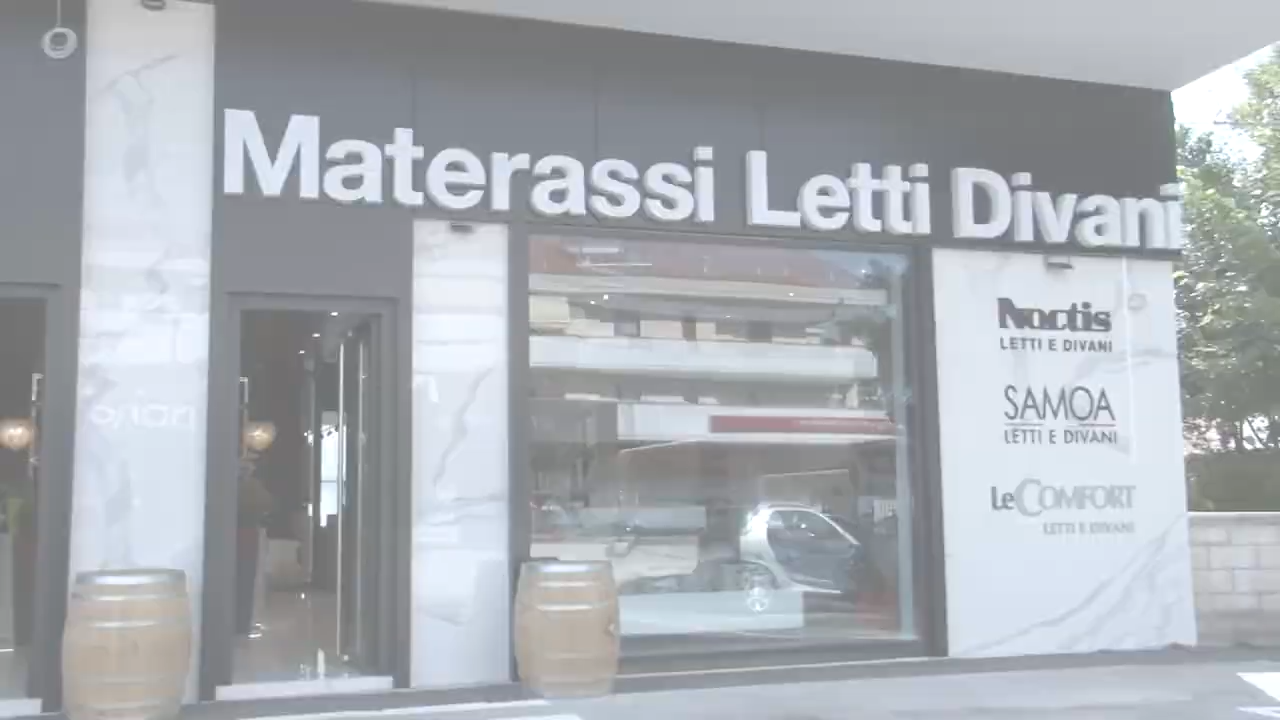 Materassi Letti Divani
Noctis
LETTI E DIVANI
SAMOA
LETTI E DIVANI
LeCOMFORT
LETTI E DIVANI